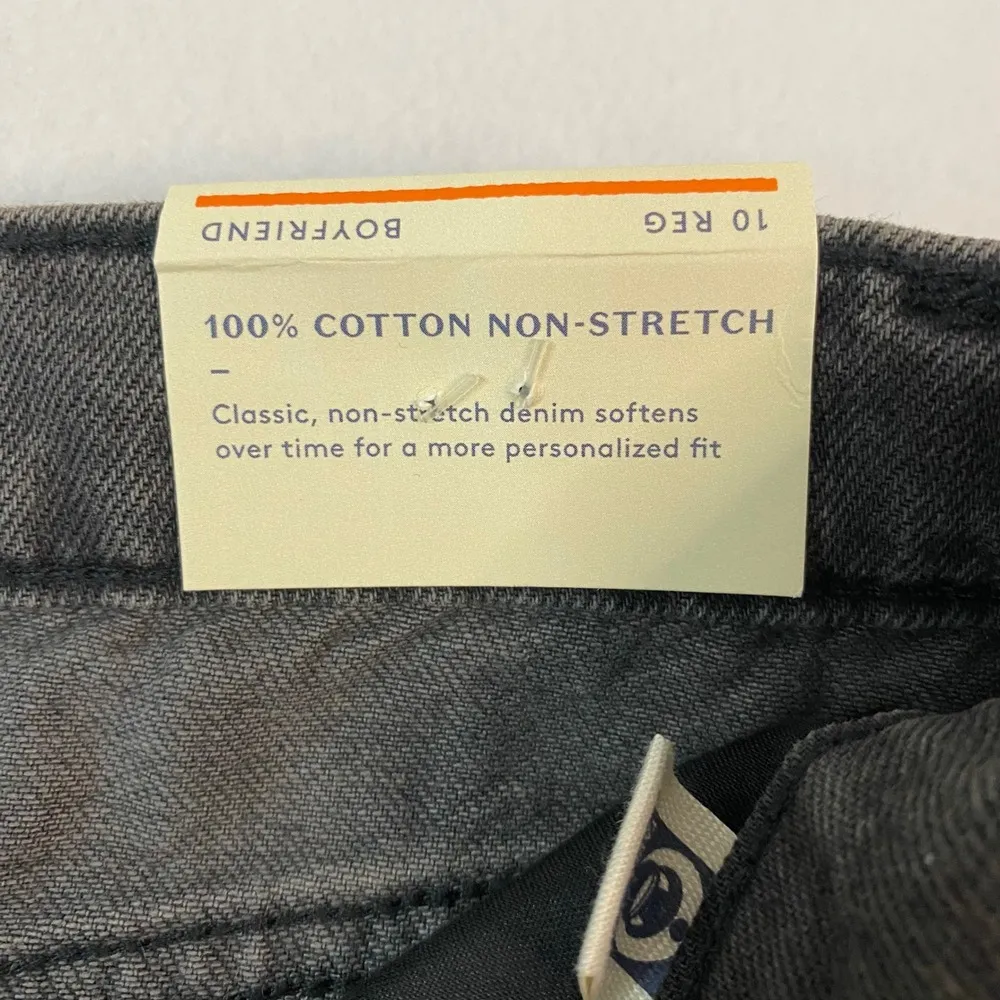 BOYFRIEND 10 REG
100% COTTON NON-STRETCH
–
Classic, non-stretch denim softens
over time for a more personalized fit